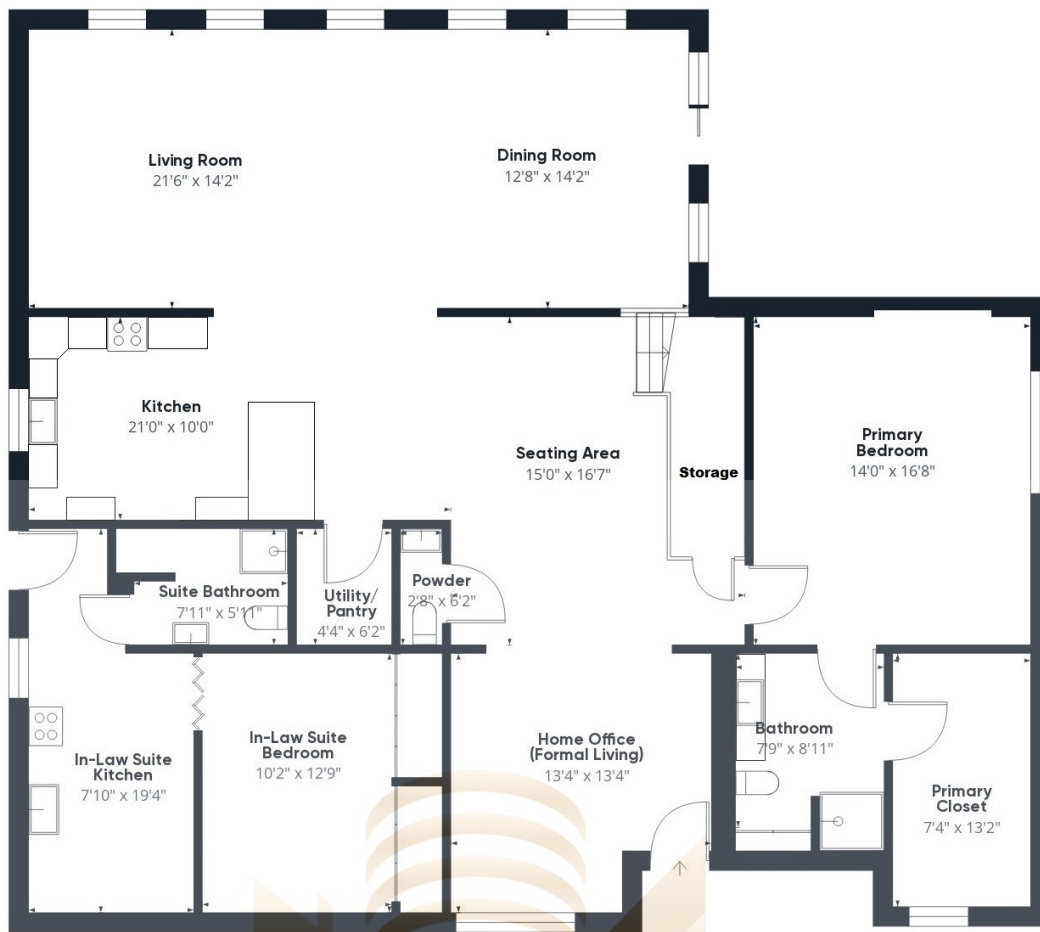 Living Room
21'6" x 14'2"
Dining Room
12'8" x 14'2"
Kitchen
21'0" x 10'0"
Seating Area
15'0" x 16'7"
Storage
Primary
Bedroom
14'0" x 16'8"
Suite Bathroom
7'11" x 5'11"
Utility/
Pantry
4'4" x 6'2"
Powder
2'8" x 6'2"
In-Law Suite
Kitchen
7'10" x 19'4"
In-Law Suite
Bedroom
10'2" x 12'9"
Home Office
(Formal Living)
13'4" x 13'4"
Bathroom
7'9" x 8'11"
Primary
Closet
7'4" x 13'2"